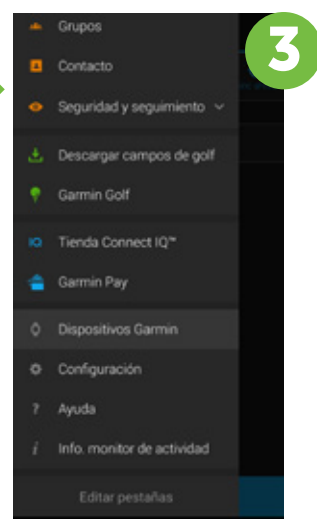 3
Grupos
Contacto
Seguridad y seguimiento
Descargar campos de golf
Garmin Golf
IQ Tienda Connect IQ™
Garmin Pay
Dispositivos Garmin
Configuración
? Ayuda
i Info. monitor de actividad
Editar pestañas